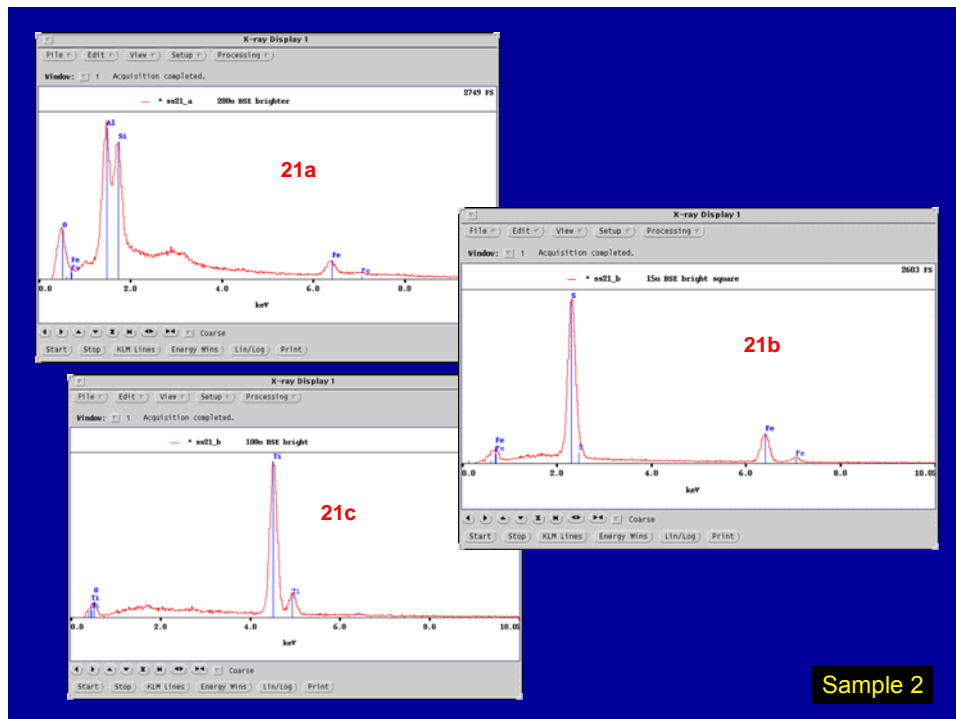 X-ray Display 1
File Edit View Setup Processing
Window: 1 Acquisition completed.
2749 FS
— * ss21_a 200u BSE brighter
Al
Si
21a
O
Fe
Fe
Fe
Fe
0.0 2.0 4.0 6.0 8.0
keV
Coarse
Start Stop KLM Lines Energy Wins Lin/Log Print
X-ray Display 1
File Edit View Setup Processing
Window: 1 Acquisition completed.
2603 FS
— * ss21_b 15u BSE bright square
S
21b
Fe
Fe
Fe
S
Fe
0.0 2.0 4.0 6.0 8.0 10.0
keV
Coarse
Start Stop KLM Lines Energy Wins Lin/Log Print
X-ray Display 1
File Edit View Setup Processing
Window: 1 Acquisition completed.
— * ss21_b 100u BSE bright
Ti
21c
O
Ti
Ti
0.0 2.0 4.0 6.0 8.0
keV
Coarse
Start Stop KLM Lines Energy Wins Lin/Log Print
Sample 2